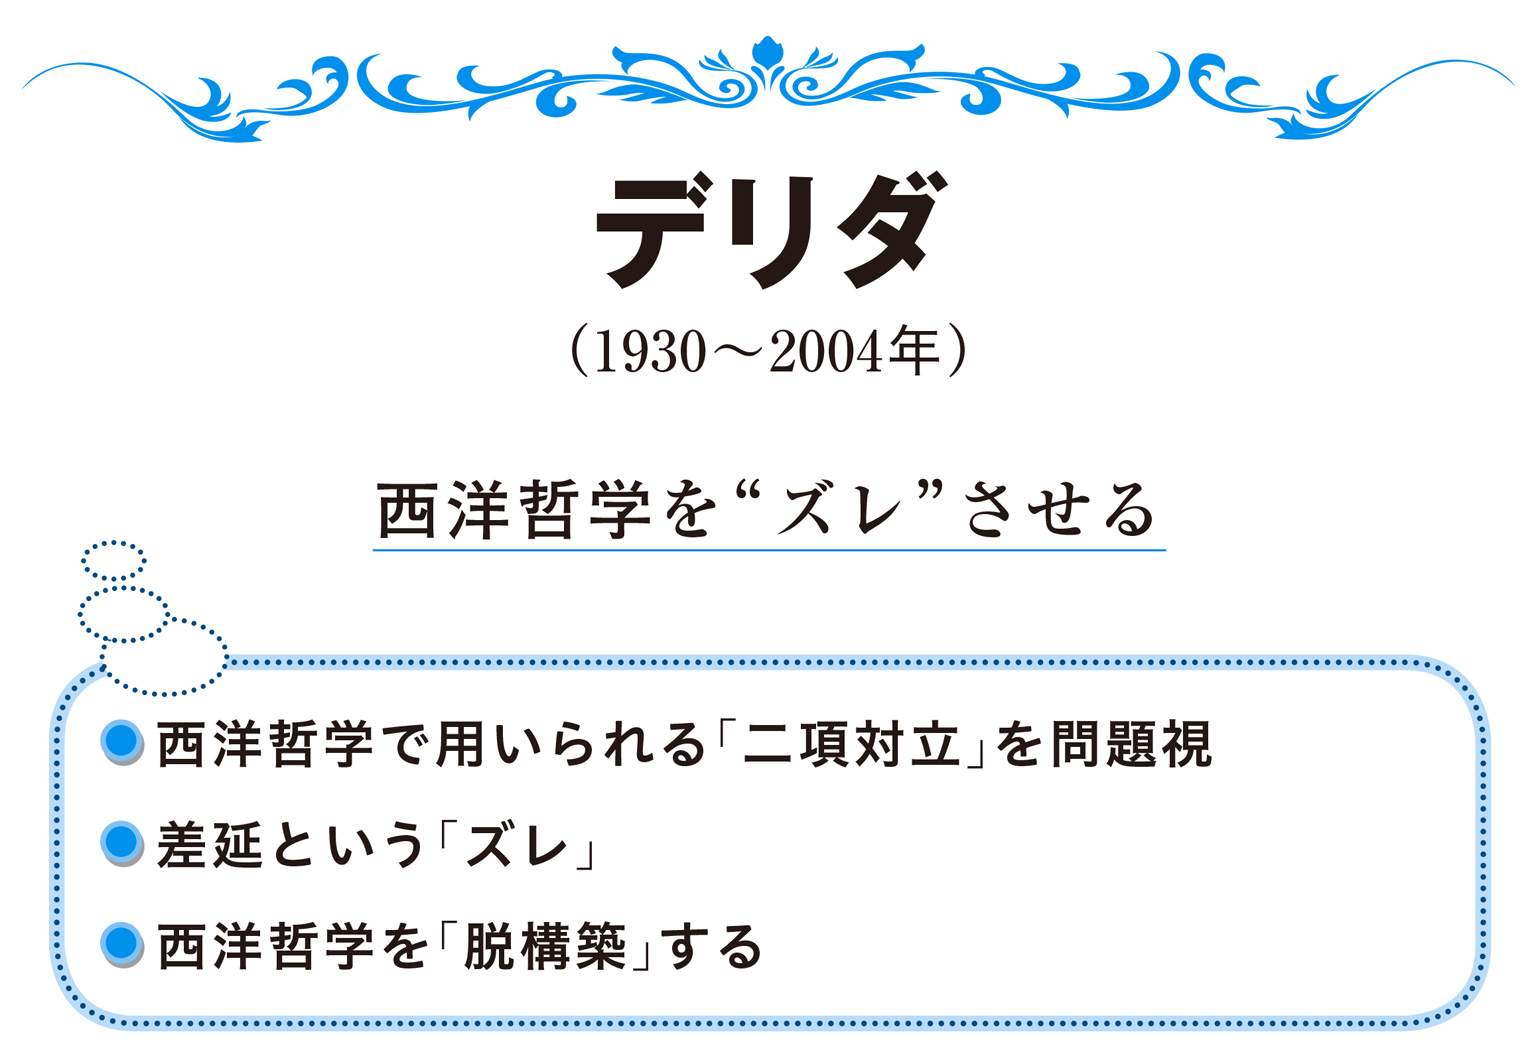 デリダ
（1930～2004年）
西洋哲学を“ズレ”させる
西洋哲学で用いられる「二項対立」を問題視
差延という「ズレ」
西洋哲学を「脱構築」する